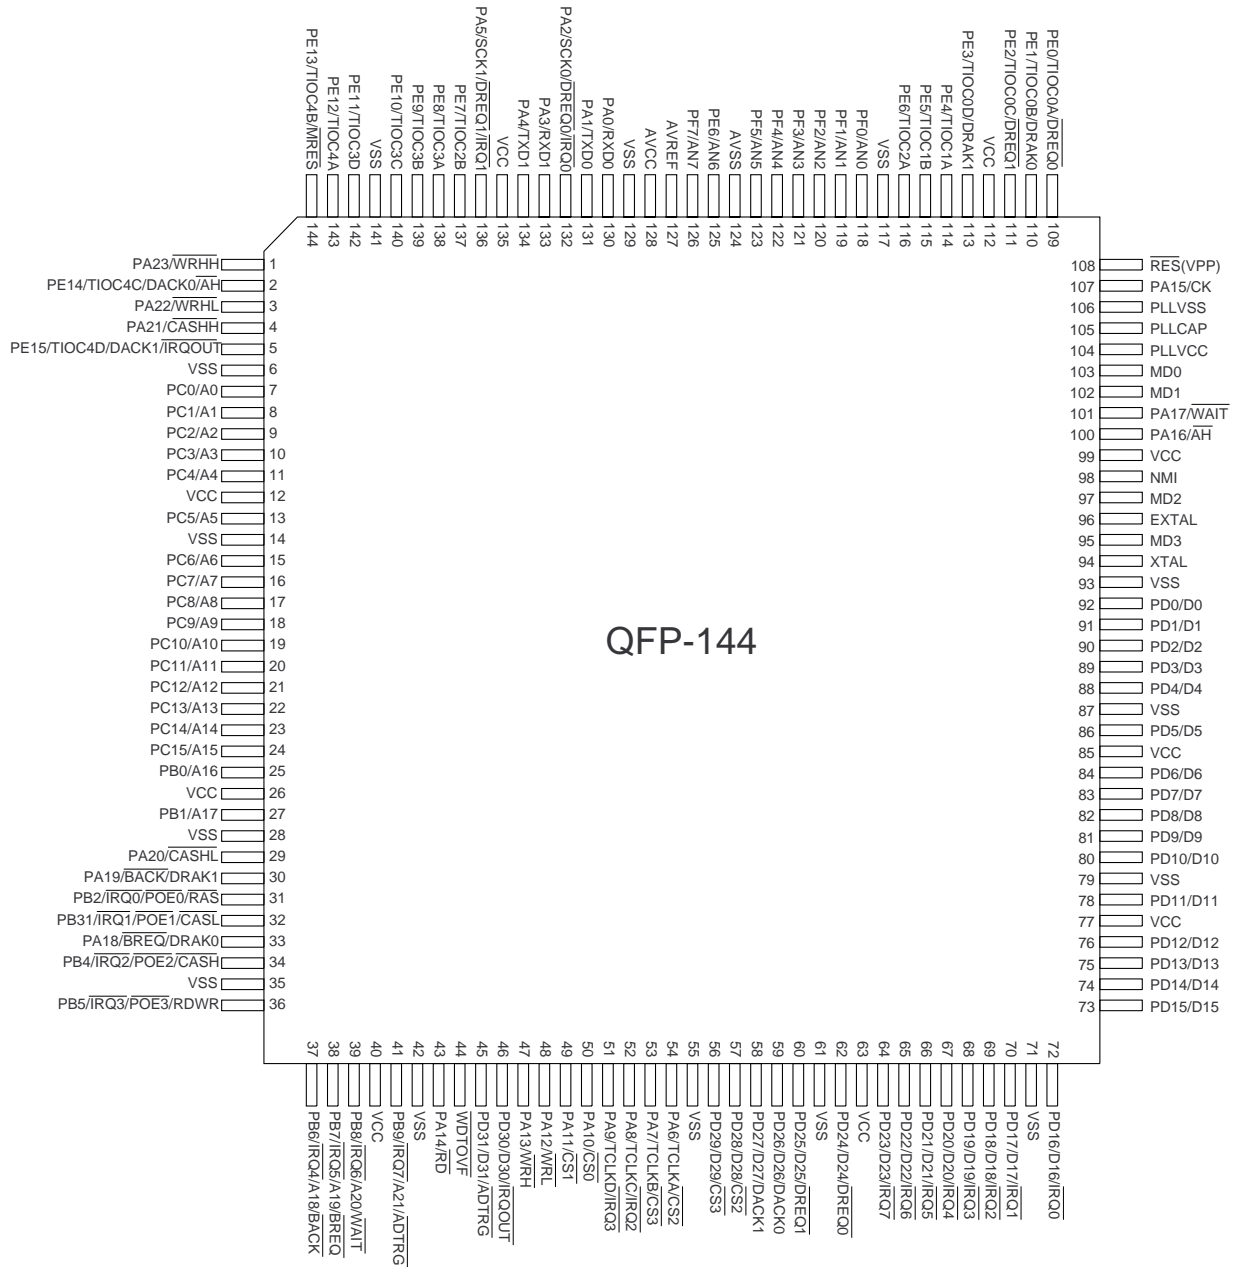 PE13/TIOC4B/MRES 144
PE12/TIOC4A 143
PE11/TIOC3D 142
VSS 141
PE10/TIOC3C 140
PE9/TIOC3B 139
PE8/TIOC3A 138
PE7/TIOC2B 137
PA5/SCK1/DREQ1/IRQ1 136
VCC 135
PA4/TXD1 134
PA3/RXD1 133
PA2/SCK0/DREQ0/IRQ0 132
PA1/TXD0 131
PA0/RXD0 130
VSS 129
AVCC 128
AVREF 127
PF7/AN7 126
PE6/AN6 125
AVSS 124
PF5/AN5 123
PF4/AN4 122
PF3/AN3 121
PF2/AN2 120
PF1/AN1 119
PF0/AN0 118
VSS 117
PE6/TIOC2A 116
PE5/TIOC1B 115
PE4/TIOC1A 114
PE3/TIOC0D/DRAK1 113
VCC 112
PE2/TIOC0C/DREQ1 111
PE1/TIOC0B/DRAK0 110
PE0/TIOC0A/DREQ0 109
PA23/WRHH 1
PE14/TIOC4C/DACK0/AH 2
PA22/WRHL 3
PA21/CASHH 4
PE15/TIOC4D/DACK1/IRQOUT 5
VSS 6
PC0/A0 7
PC1/A1 8
PC2/A2 9
PC3/A3 10
PC4/A4 11
VCC 12
PC5/A5 13
VSS 14
PC6/A6 15
PC7/A7 16
PC8/A8 17
PC9/A9 18
PC10/A10 19
PC11/A11 20
PC12/A12 21
PC13/A13 22
PC14/A14 23
PC15/A15 24
PB0/A16 25
VCC 26
PB1/A17 27
VSS 28
PA20/CASHL 29
PA19/BACK/DRAK1 30
PB2/IRQ0/POE0/RAS 31
PB31/IRQ1/POE1/CASL 32
PA18/BREQ/DRAK0 33
PB4/IRQ2/POE2/CASH 34
VSS 35
PB5/IRQ3/POE3/RDWR 36
QFP-144
108 RES(VPP)
107 PA15/CK
106 PLLVSS
105 PLLCAP
104 PLLVCC
103 MD0
102 MD1
101 PA17/WAIT
100 PA16/AH
99 VCC
98 NMI
97 MD2
96 EXTAL
95 MD3
94 XTAL
93 VSS
92 PD0/D0
91 PD1/D1
90 PD2/D2
89 PD3/D3
88 PD4/D4
87 VSS
86 PD5/D5
85 VCC
84 PD6/D6
83 PD7/D7
82 PD8/D8
81 PD9/D9
80 PD10/D10
79 VSS
78 PD11/D11
77 VCC
76 PD12/D12
75 PD13/D13
74 PD14/D14
73 PD15/D15
37 PB6/IRQ4/A18/BACK
38 PB7/IRQ5/A19/BREQ
39 PB8/IRQ6/A20/WAIT
40 VCC
41 PB9/IRQ7/A21/ADTRG
42 VSS
43 PA14/RD
44 WDTOVF
45 PD31/D31/ADTRG
46 PD30/D30/IRQOUT
47 PA13/WRH
48 PA12/WRL
49 PA11/CS1
50 PA10/CS0
51 PA9/TCLKD/IRQ3
52 PA8/TCLKC/IRQ2
53 PA7/TCLKB/CS3
54 PA6/TCLKA/CS2
55 VSS
56 PD29/D29/CS3
57 PD28/D28/CS2
58 PD27/D27/DACK1
59 PD26/D26/DACK0
60 PD25/D25/DREQ1
61 VSS
62 PD24/D24/DREQ0
63 VCC
64 PD23/D23/IRQ7
65 PD22/D22/IRQ6
66 PD21/D21/IRQ5
67 PD20/D20/IRQ4
68 PD19/D19/IRQ3
69 PD18/D18/IRQ2
70 PD17/D17/IRQ1
71 VSS
72 PD16/D16/IRQ0